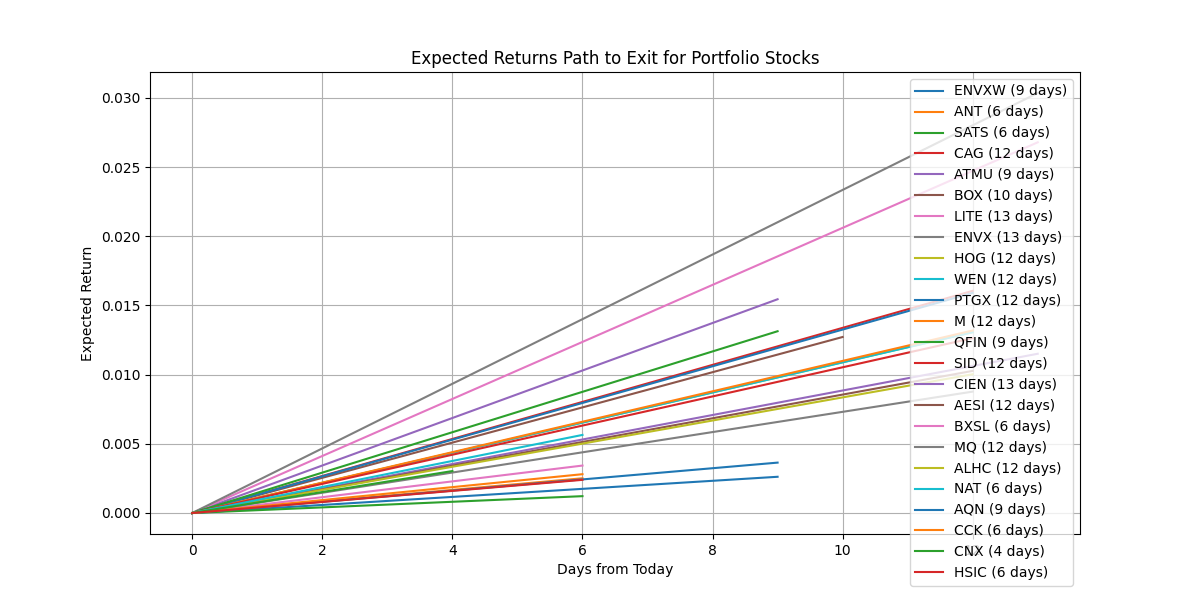 Expected Returns Path to Exit for Portfolio Stocks
Expected Return
0.030
0.025
0.020
0.015
0.010
0.005
0.000
0
2
4
6
8
10
Days from Today
ENVXW (9 days)
ANT (6 days)
SATS (6 days)
CAG (12 days)
ATMU (9 days)
BOX (10 days)
LITE (13 days)
ENVX (13 days)
HOG (12 days)
WEN (12 days)
PTGX (12 days)
M (12 days)
QFIN (9 days)
SID (12 days)
CIEN (13 days)
AESI (12 days)
BXSL (6 days)
MQ (12 days)
ALHC (12 days)
NAT (6 days)
AQN (9 days)
CCK (6 days)
CNX (4 days)
HSIC (6 days)